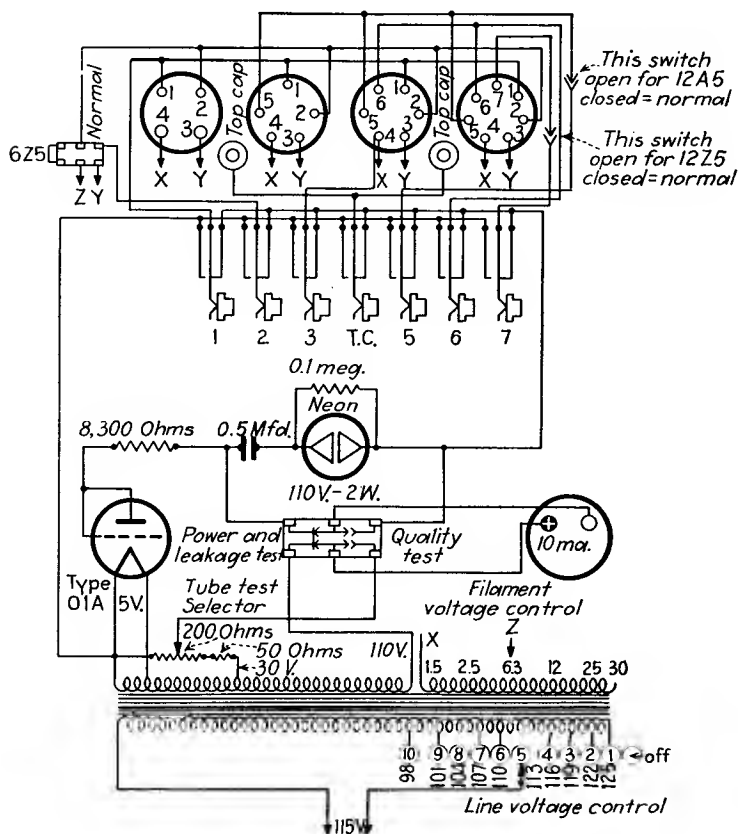 This switch
open for 12A5
closed=normal
This switch
open for 12Z5
closed=normal
Normal
6Z5
Z Y
1 2 4 3
X Y
Top cap
5 1 2 4 3
X Y
6 1 2 5 4 3
X Y
Top cap
7 1 6 2 5 4 3
X Y
1 2 3 T.C. 5 6 7
0.1 meg.
Neon
8,300 Ohms
0.5 Mfd.
110V.-2W.
Power and
leakage test
Quality
test
10 ma.
Type
01A
5V.
Tube test
Selector
200 Ohms
50 Ohms
30 V.
110V.
Filament
voltage control
X
Z
1.5 2.5 6.3 12 25 30
10 9 8 7 6 5 4 3 2 1
off
98 101 104 107 110 113 116 119 122 125
Line voltage control
115V.